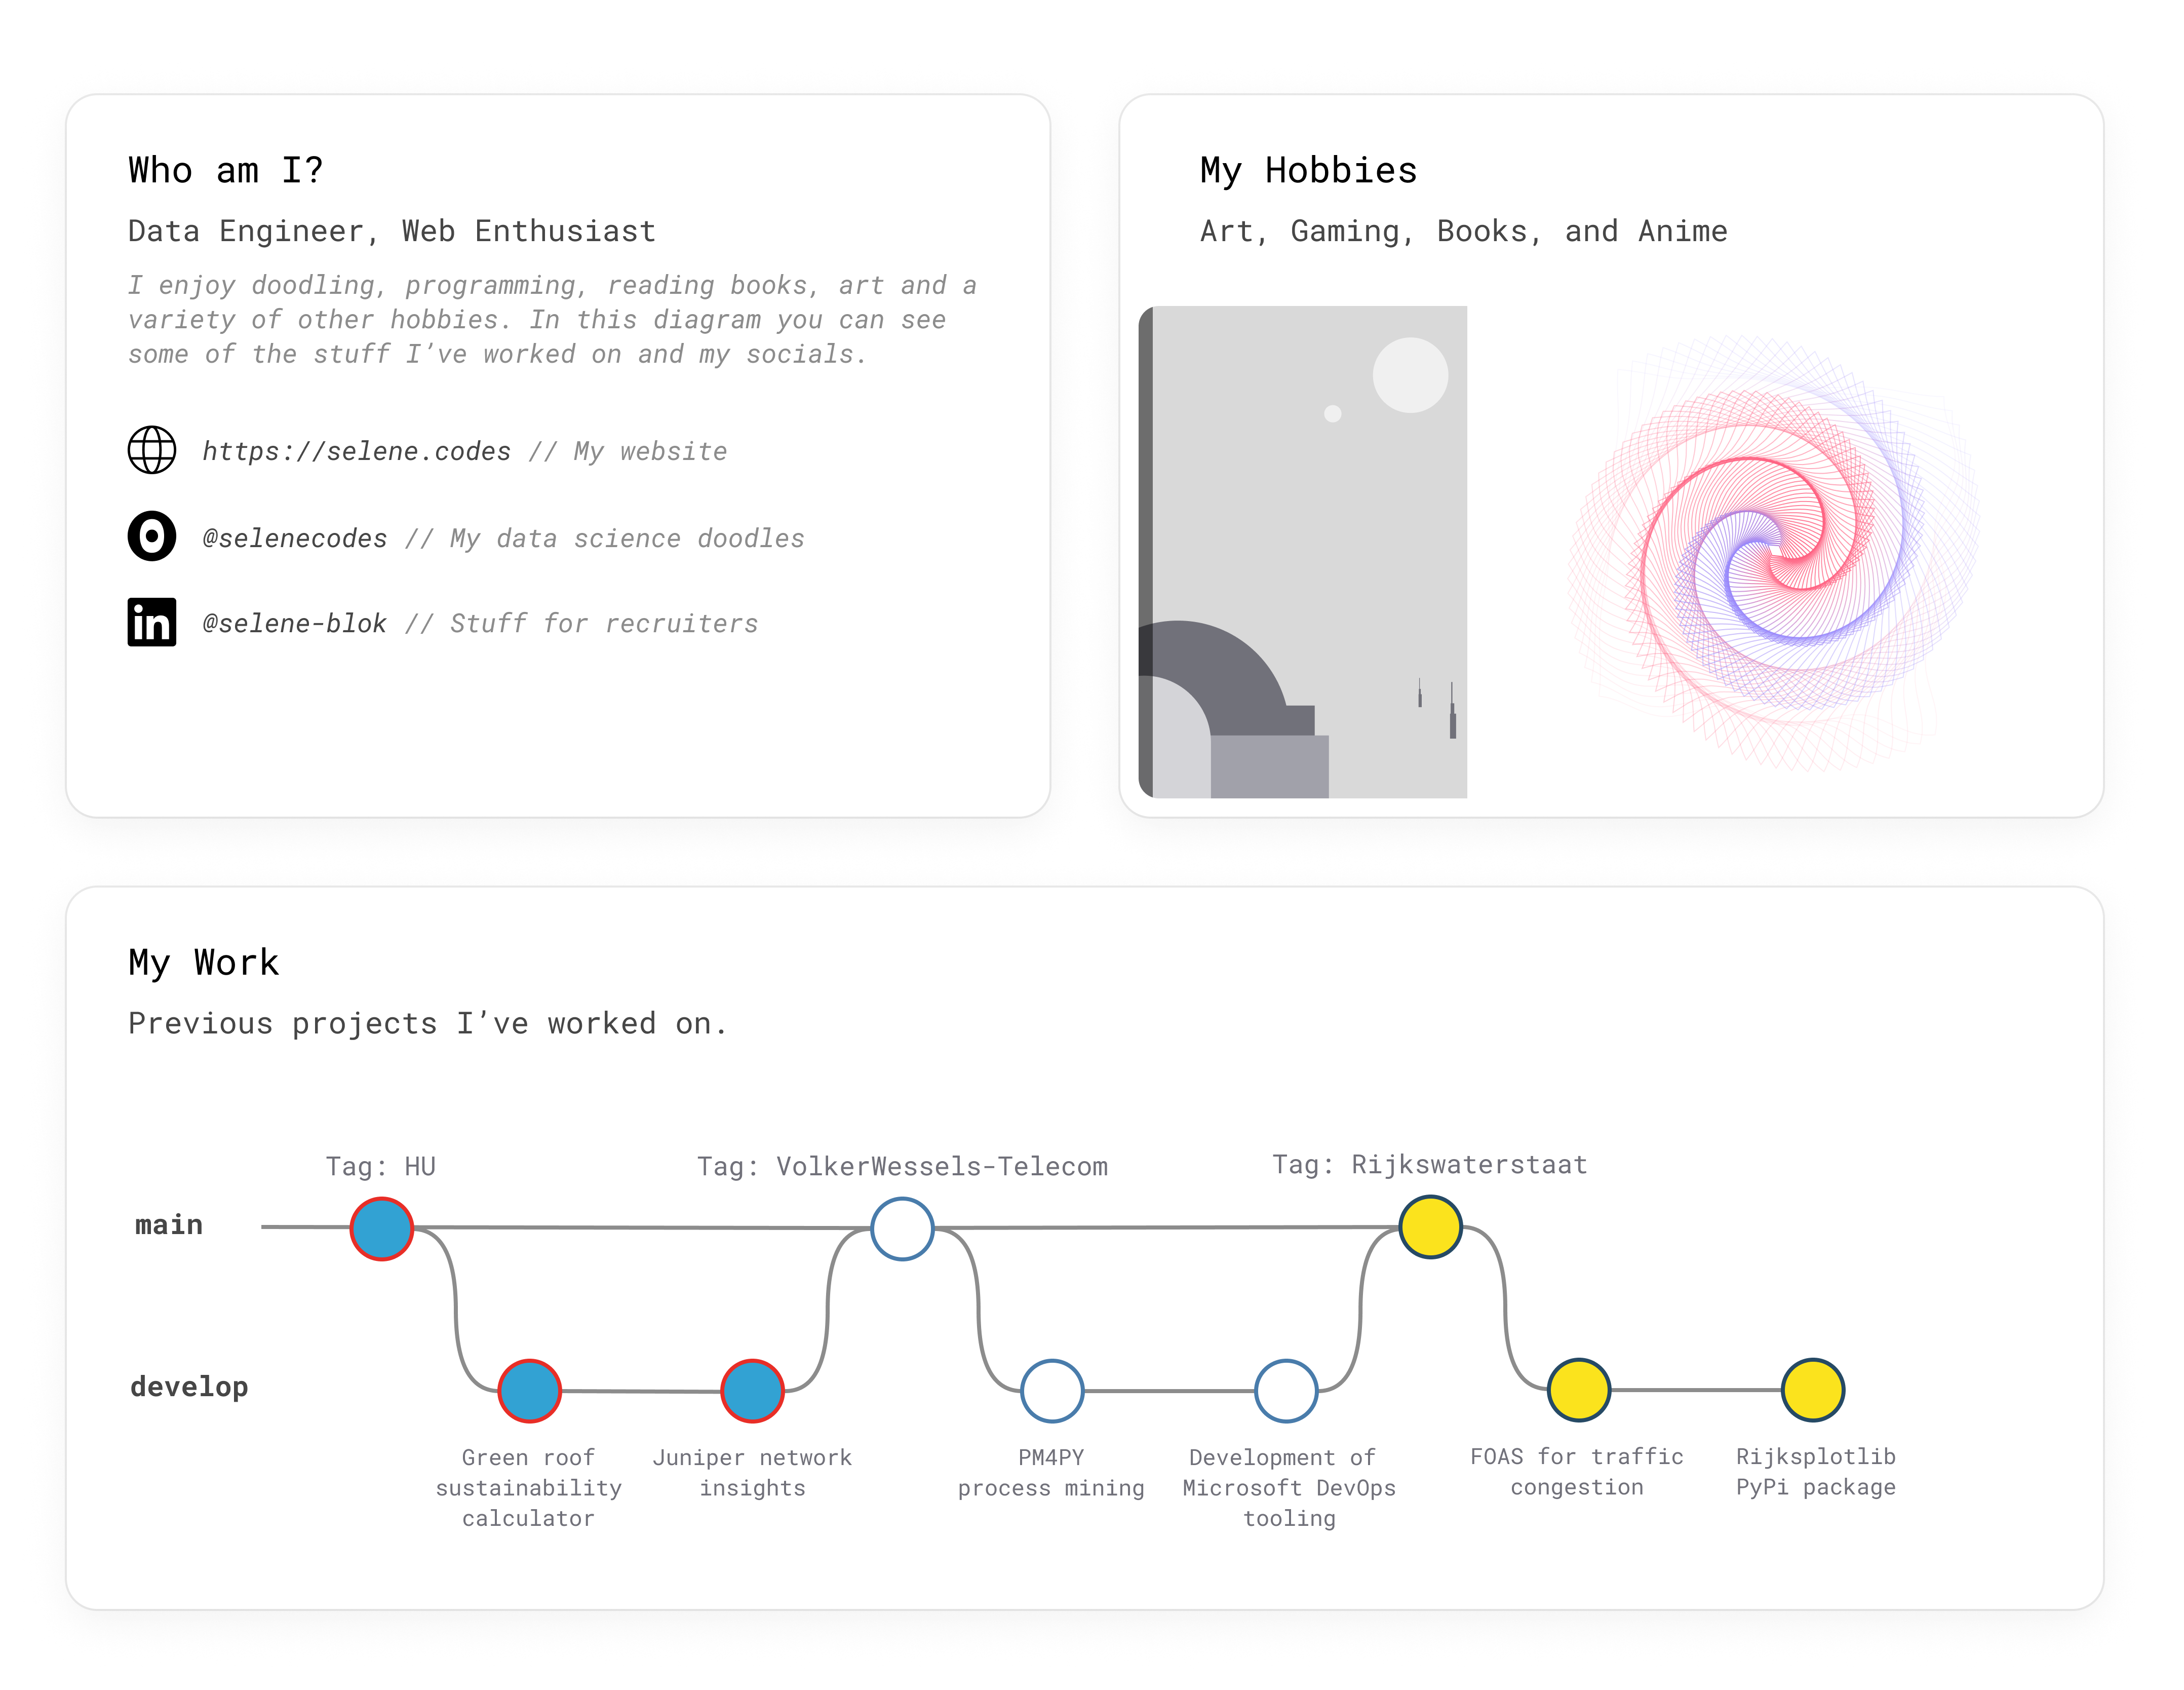 Who am I?
Data Engineer, Web Enthusiast
I enjoy doodling, programming, reading books, art and a
variety of other hobbies. In this diagram you can see
some of the stuff I’ve worked on and my socials.
https://selene.codes // My website
@selenecodes // My data science doodles
in @selene-blok // Stuff for recruiters
My Hobbies
Art, Gaming, Books, and Anime
My Work
Previous projects I’ve worked on.
Tag: HU
Tag: VolkerWessels-Telecom
Tag: Rijkswaterstaat
main
develop
Green roof
sustainability
calculator
Juniper network
insights
PM4PY
process mining
Development of
Microsoft DevOps
tooling
FOAS for traffic
congestion
Rijksplotlib
PyPi package